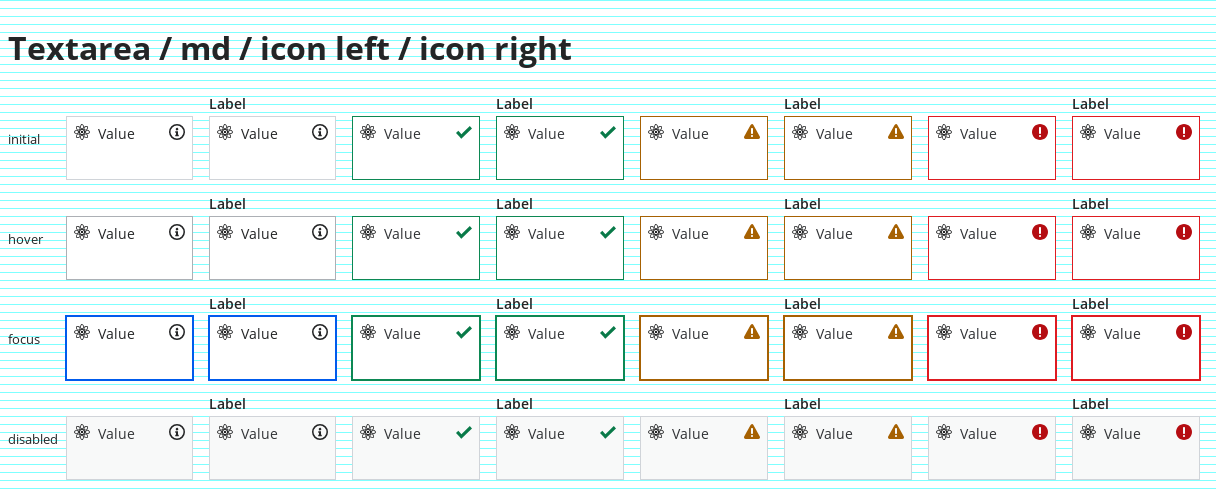 Textarea / md / icon left / icon right
Label Label Label Label
initial Value Value Value Value Value Value Value Value
Label Label Label Label
hover Value Value Value Value Value Value Value Value
Label Label Label Label
focus Value Value Value Value Value Value Value Value
Label Label Label Label
disabled Value Value Value Value Value Value Value Value